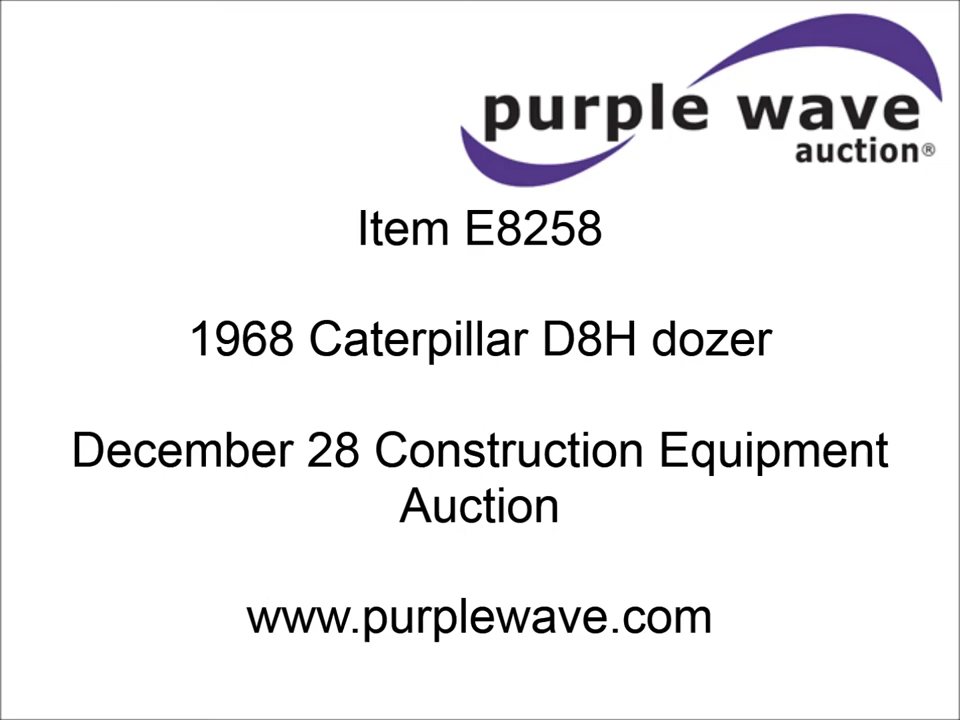 purple wave
auction®
Item E8258
1968 Caterpillar D8H dozer
December 28 Construction Equipment
Auction
www.purplewave.com